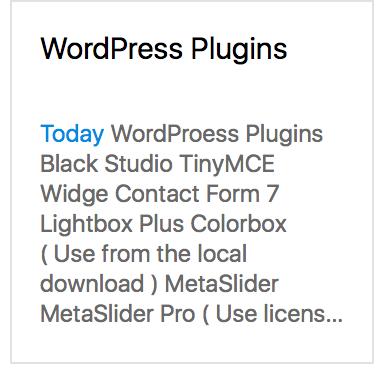 WordPress Plugins
Today WordProess Plugins
Black Studio TinyMCE
Widge Contact Form 7
Lightbox Plus Colorbox
( Use from the local
download ) MetaSlider
MetaSlider Pro ( Use licens...